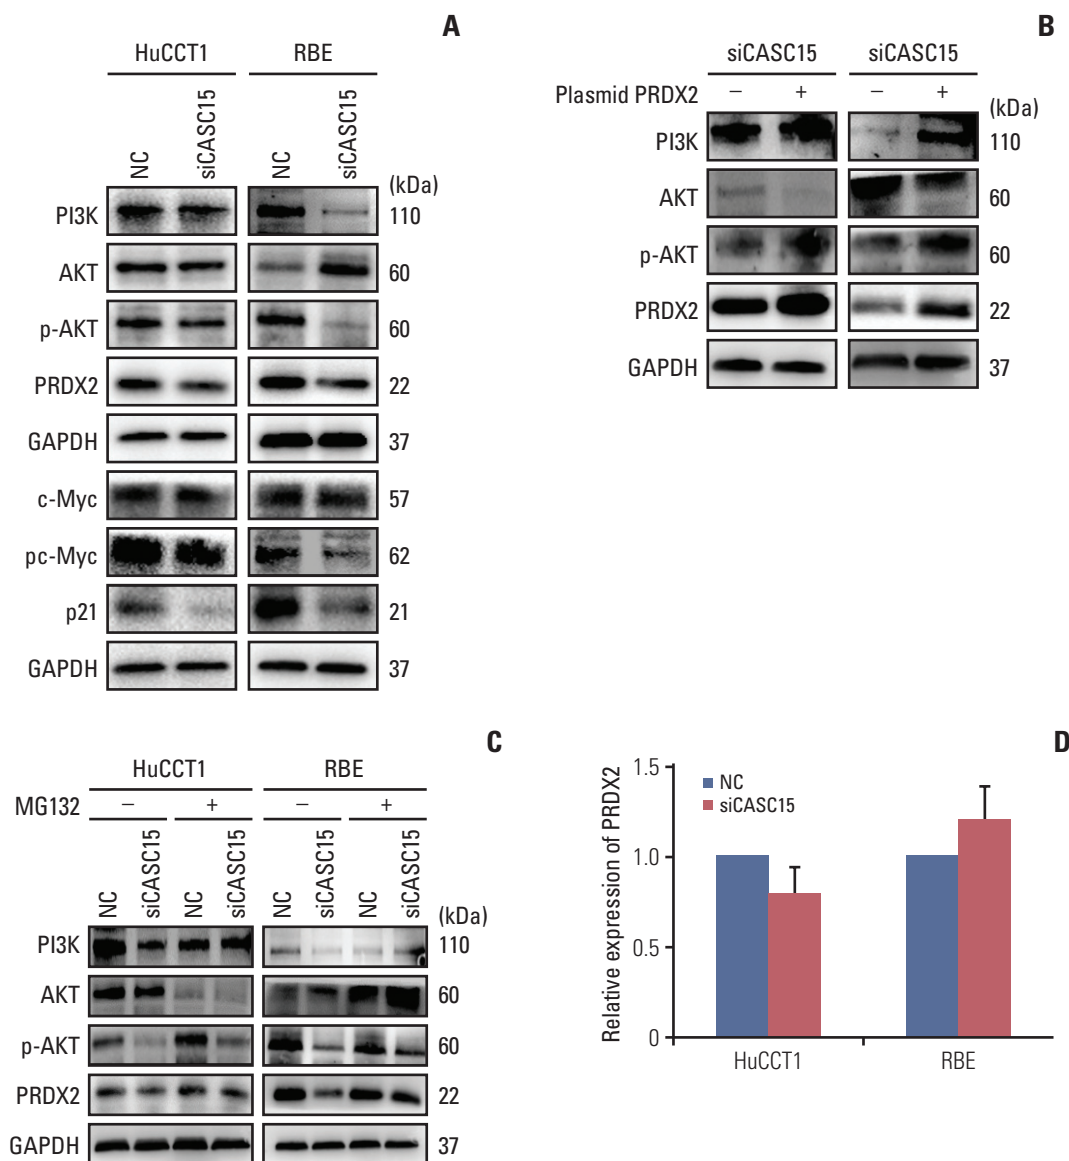 A
HuCCT1 RBE
NC siCASC15 NC siCASC15
(kDa)
PI3K 110
AKT 60
p-AKT 60
PRDX2 22
GAPDH 37
c-Myc 57
pc-Myc 62
p21 21
GAPDH 37
B
siCASC15 siCASC15
Plasmid PRDX2 – + – +
(kDa)
PI3K 110
AKT 60
p-AKT 60
PRDX2 22
GAPDH 37
C
HuCCT1 RBE
MG132 – + – +
NC siCASC15 NC siCASC15 NC siCASC15 NC siCASC15
(kDa)
PI3K 110
AKT 60
p-AKT 60
PRDX2 22
GAPDH 37
D
Relative expression of PRDX2
1.5
1.0
0.5
0
NC
siCASC15
HuCCT1 RBE